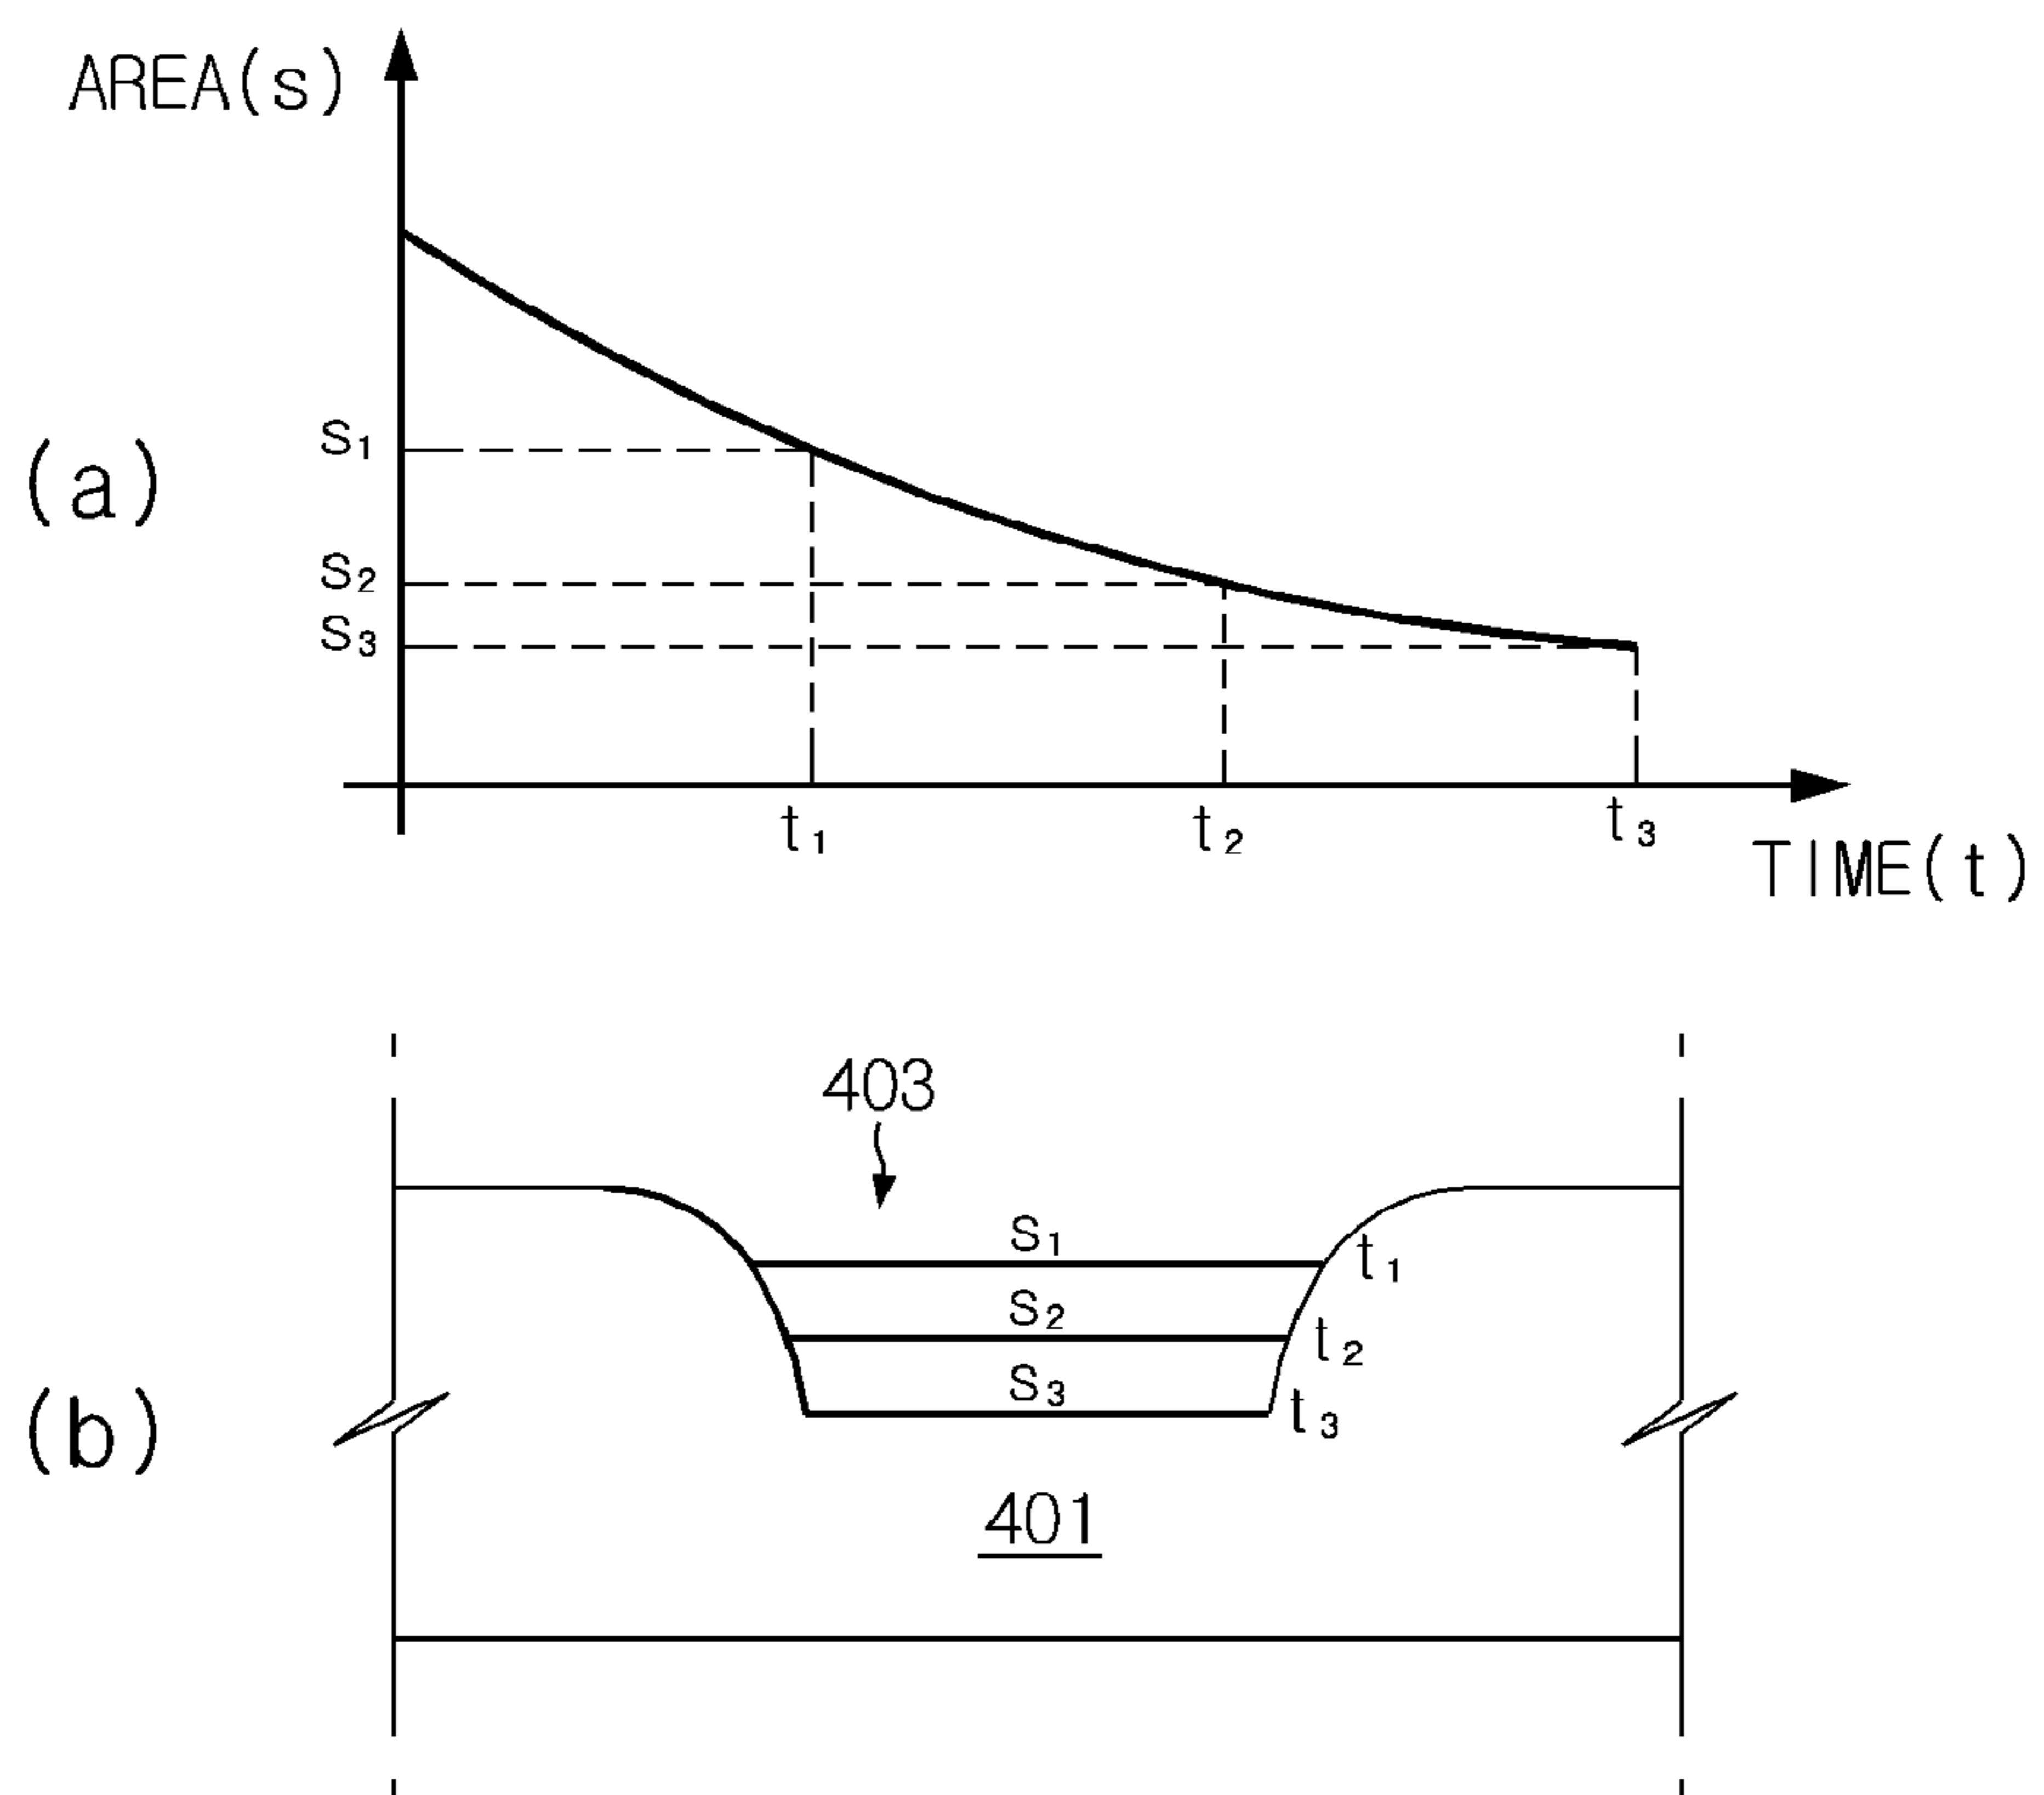 AREA(s)
(a)
S1
S2
S3
t1 t2 t3
TIME(t)
403
S1 t1
S2 t2
S3 t3
(b)
401